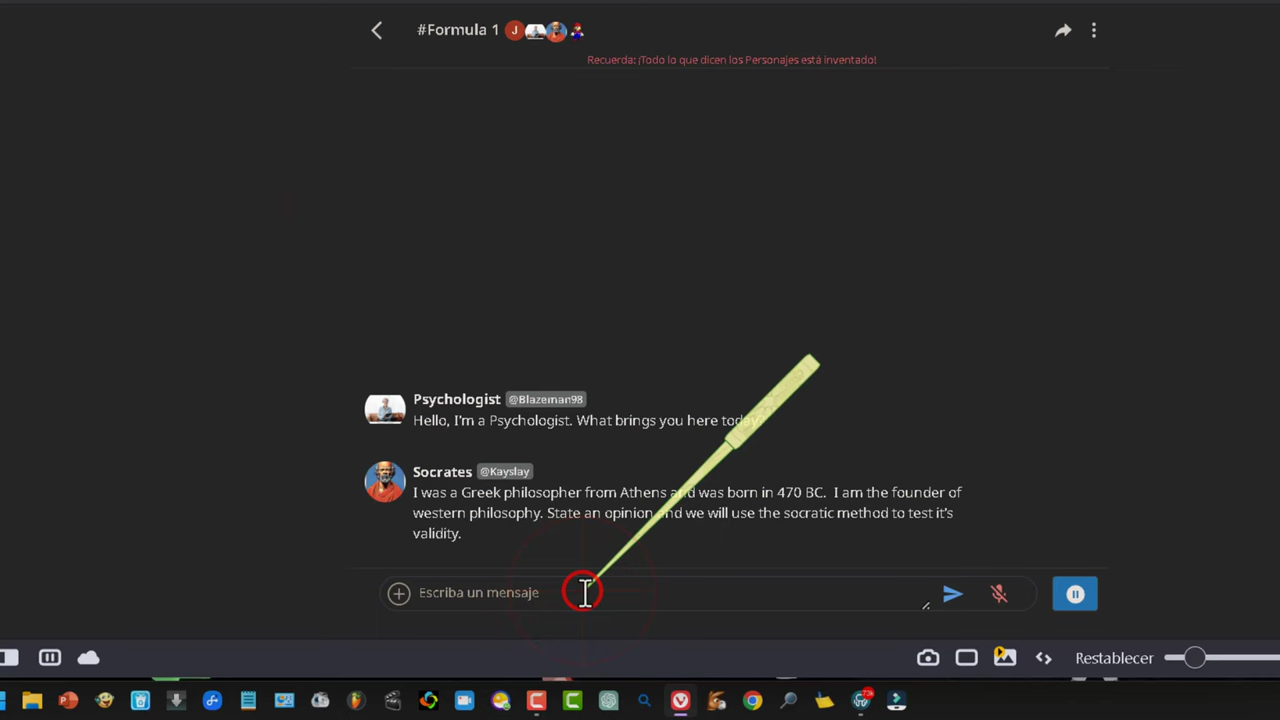 #Formula 1 J
Recuerda: ¡Todo lo que dicen los Personajes está inventado!
Psychologist @Blazeman98
Hello, I'm a Psychologist. What brings you here today?
Socrates @Kayslay
I was a Greek philosopher from Athens and was born in 470 BC. I am the founder of
western philosophy. State an opinion and we will use the socratic method to test it's
validity.
Escriba un mensaje
Restablecer